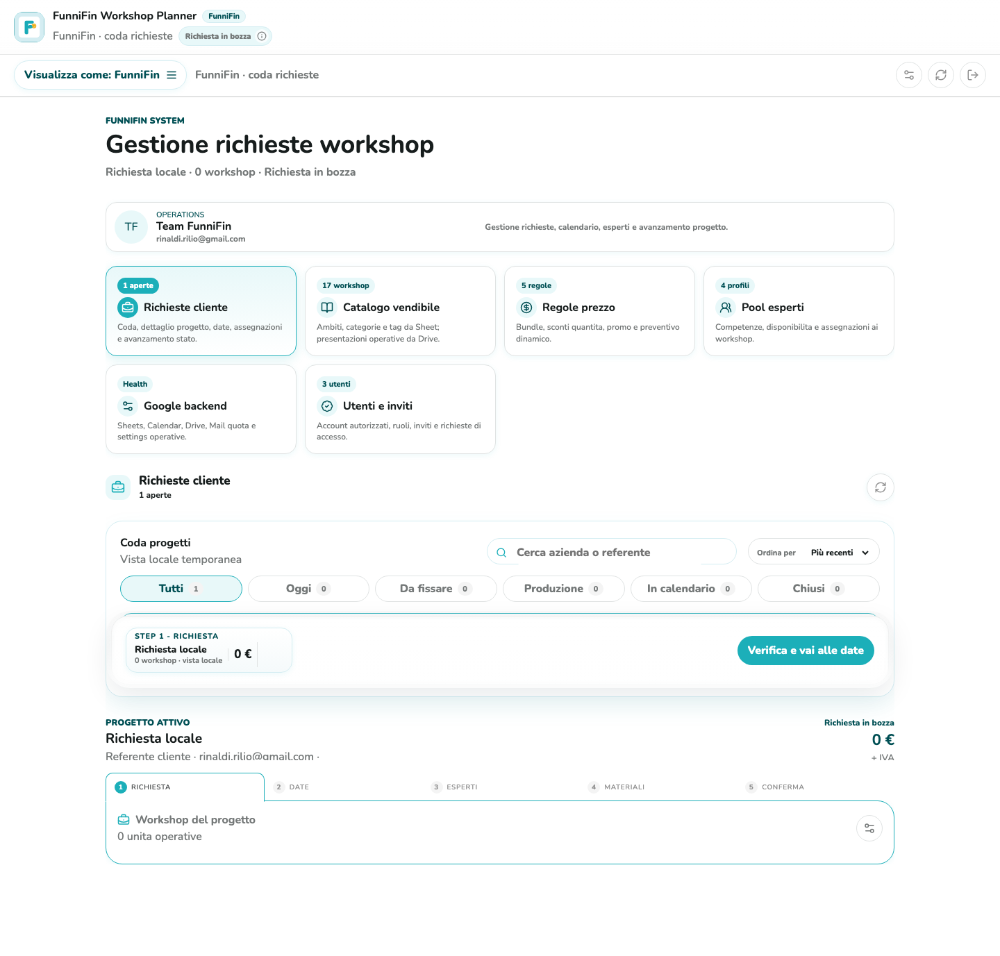 FunniFin Workshop Planner FunniFin
FunniFin · coda richieste Richiesta in bozza
Visualizza come: FunniFin FunniFin · coda richieste
FUNNIFIN SYSTEM
Gestione richieste workshop
Richiesta locale · 0 workshop · Richiesta in bozza
TF
OPERATIONS
Team FunniFin
rinaldi.rilio@gmail.com
Gestione richieste, calendario, esperti e avanzamento progetto.
1 aperte
Richieste cliente
Coda, dettaglio progetto, date, assegnazioni
e avanzamento stato.
17 workshop
Catalogo vendibile
Ambiti, categorie e tag da Sheet;
presentazioni operative da Drive.
5 regole
Regole prezzo
Bundle, sconti quantita, promo e preventivo
dinamico.
4 profili
Pool esperti
Competenze, disponibilita e assegnazioni ai
workshop.
Health
Google backend
Sheets, Calendar, Drive, Mail quota e
settings operative.
3 utenti
Utenti e inviti
Account autorizzati, ruoli, inviti e richieste di
accesso.
Richieste cliente
1 aperte
Coda progetti
Vista locale temporanea
Cerca azienda o referente
Ordina per Più recenti
Tutti 1
Oggi 0
Da fissare 0
Produzione 0
In calendario 0
Chiusi 0
STEP 1 - RICHIESTA
Richiesta locale
0 workshop · vista locale
0 €
Verifica e vai alle date
PROGETTO ATTIVO
Richiesta locale
Referente cliente · rinaldi.rilio@gmail.com ·
Richiesta in bozza
0 €
+ IVA
1 RICHIESTA
2 DATE
3 ESPERTI
4 MATERIALI
5 CONFERMA
Workshop del progetto
0 unita operative